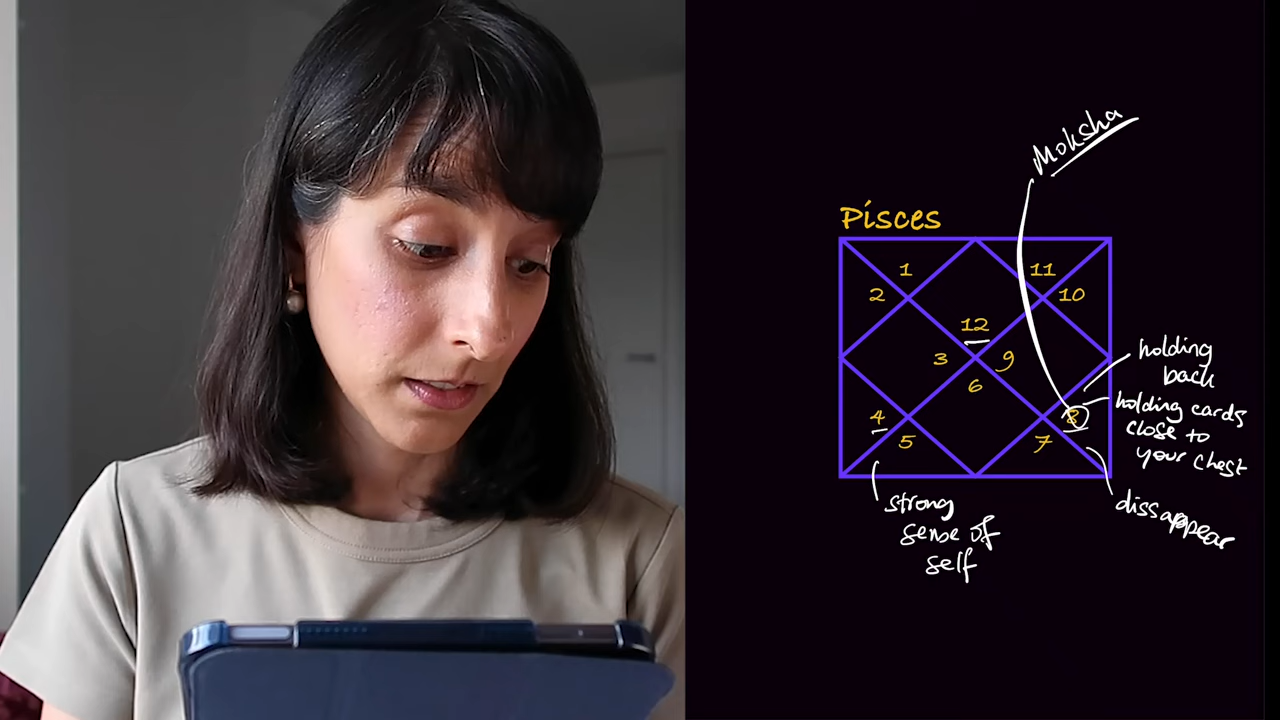 Moksha
Pisces
1
11
2
10
12
3
9
6
4
8
5
7
holding
back
holding cards
close to
your chest
dissappear
strong
sense of
self